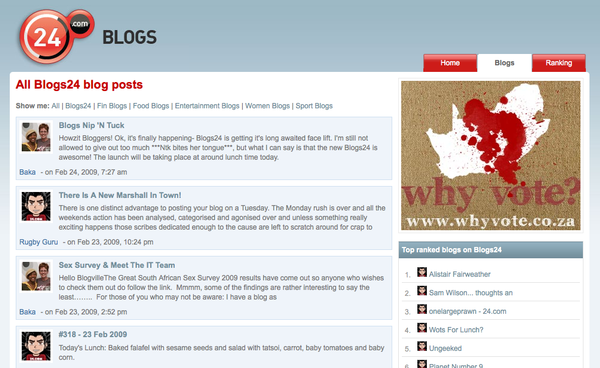 24 .com BLOGS
Home Blogs Ranking
All Blogs24 blog posts
Show me: All | Blogs24 | Fin Blogs | Food Blogs | Entertainment Blogs | Women Blogs | Sport Blogs
Blogs Nip 'N Tuck
Howzit Bloggers! Ok, it's finally happening- Blogs24 is getting it's long awaited face lift. I'm still not
allowed to give out too much ***Ntk bites her tongue***, but what I can say is that the new Blogs24 is
awesome! The launch will be taking place at around lunch time today.
Baka - on Feb 24, 2009, 7:27 am
There Is A New Marshall In Town!
There is one distinct advantage to posting your blog on a Tuesday. The Monday rush is over and all the
weekends action has been analysed, categorised and agonised over and unless something really
exciting happens those scribes dedicated enough to the cause are left to scratch around for crap to
Rugby Guru - on Feb 23, 2009, 10:24 pm
Sex Survey & Meet The IT Team
Hello BlogvilleThe Great South African Sex Survey 2009 results have come out so anyone who wishes
to check them out do follow the link. Mmmm, some of the findings are rather interesting to say the
least........ For those of you who may not be aware: I have a blog as
Baka - on Feb 23, 2009, 2:52 pm
#318 - 23 Feb 2009
Today's Lunch: Baked falafel with sesame seeds and salad with tatsoi, carrot, baby tomatoes and baby
corn.
why vote?
www.whyvote.co.za
Top ranked blogs on Blogs24
1. Alistair Fairweather
2. Sam Wilson... thoughts an
3. onelargeprawn - 24.com
4. Wots For Lunch?
5. Ungeeked
6. Planet Number 9